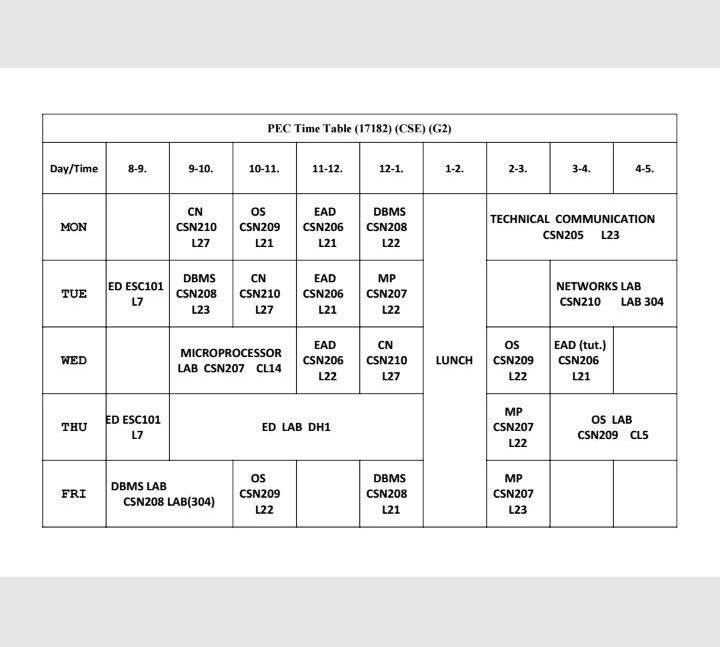 PEC Time Table (17182) (CSE) (G2)
Day/Time 8-9. 9-10. 10-11. 11-12. 12-1. 1-2. 2-3. 3-4. 4-5.
CN OS EAD DBMS
MON CSN210 CSN209 CSN206 CSN208 TECHNICAL COMMUNICATION
L27 L21 L21 L22 CSN205 L23
DBMS CN EAD MP
TUE ED ESC101 CSN208 CSN210 CSN206 CSN207 NETWORKS LAB
L7 L23 L27 L21 L22 CSN210 LAB 304
EAD CN OS EAD (tut.)
WED MICROPROCESSOR CSN206 CSN210 LUNCH CSN209 CSN206
LAB CSN207 CL14 L22 L27 L22 L21
MP
THU ED ESC101 ED LAB DH1 CSN207 OS LAB
L7 L22 CSN209 CL5
OS DBMS MP
FRI DBMS LAB CSN209 CSN208 CSN207
CSN208 LAB(304) L22 L21 L23